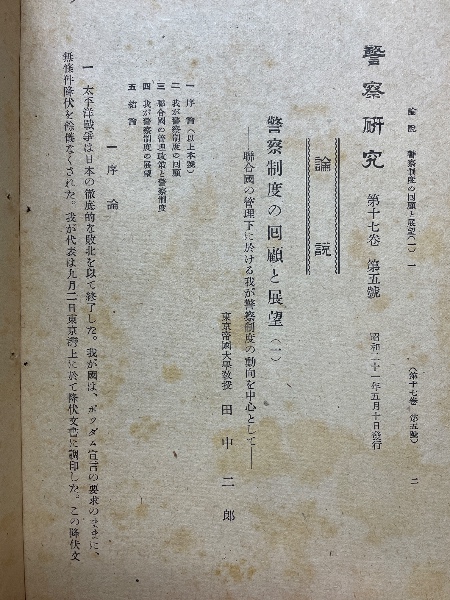 論説　警察制度の回顧と展望(一)　一
(第十七巻　第五號)　二
警察研究　第十七巻　第五號　昭和二十一年五月十日發行
論説
警察制度の回顧と展望(一)
――聯合國の管理下に於ける我が警察制度の動向を中心として――
東京帝國大學教授　田中二郎
一　序論(以上本號)
二　我が警察制度の回顧
三　聯合國の管理政策と警察制度
四　我が警察制度の展望
五　結論
一　序論
一　太平洋戰爭は日本の徹底的な敗北を以て終了した。我が國は、ポツダム宣言の要求のままに、
無條件降伏を餘儀なくされた。我が代表は九月二日東京灣上に於て降伏文書に調印した。この降伏文